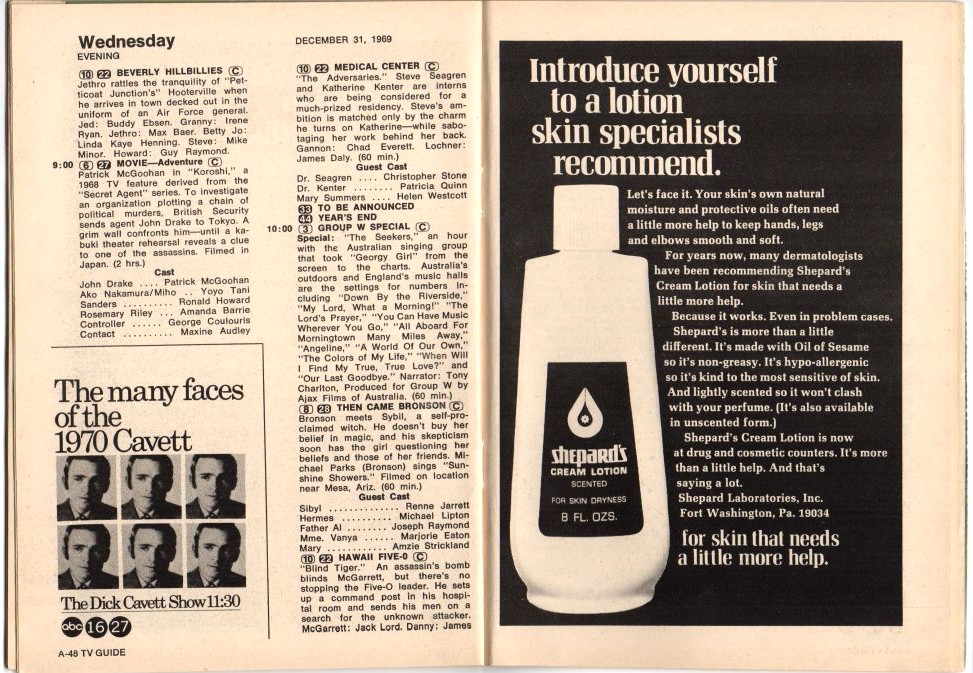 Wednesday
EVENING
10 22 BEVERLY HILLBILLIES C
Jethro rattles the tranquility of "Pet-
ticoat Junction's" Hooterville when
he arrives in town decked out in the
uniform of an Air Force general.
Jed: Buddy Ebsen. Granny: Irene
Ryan. Jethro: Max Baer. Betty Jo:
Linda Kaye Henning. Steve: Mike
Minor. Howard: Guy Raymond.
9:00 6 27 MOVIE—Adventure C
Patrick McGoohan in "Koroshi," a
1968 TV feature derived from the
"Secret Agent" series. To investigate
an organization plotting a chain of
political murders, British Security
sends agent John Drake to Tokyo. A
grim wall confronts him—until a ka-
buki theater rehearsal reveals a clue
to one of the assassins. Filmed in
Japan. (2 hrs.)
Cast
John Drake .... Patrick McGoohan
Ako Nakamura/Miho .. Yoyo Tani
Sanders .......... Ronald Howard
Rosemary Riley ... Amanda Barrie
Controller ...... George Coulouris
Contact .......... Maxine Audley
The many faces
of the
1970 Cavett
The Dick Cavett Show 11:30
abc 16 27
A-48 TV GUIDE
DECEMBER 31, 1969
10 22 MEDICAL CENTER C
"The Adversaries." Steve Seagren
and Katherine Kenter are interns
who are being considered for a
much-prized residency. Steve's am-
bition is matched only by the charm
he turns on Katherine—while sabo-
taging her work behind her back.
Gannon: Chad Everett. Lochner:
James Daly. (60 min.)
Guest Cast
Dr. Seagren .... Christopher Stone
Dr. Kenter ........ Patricia Quinn
Mary Summers .... Helen Westcott
33 TO BE ANNOUNCED
44 YEAR'S END
10:00 3 GROUP W SPECIAL C
Special: "The Seekers," an hour
with the Australian singing group
that took "Georgy Girl" from the
screen to the charts. Australia's
outdoors and England's music halls
are the settings for numbers in-
cluding "Down By the Riverside,"
"My Lord, What a Morning!" "The
Lord's Prayer," "You Can Have Music
Wherever You Go," "All Aboard For
Morningtown Many Miles Away,"
"Angeline," "A World Of Our Own,"
"The Colors of My Life," "When Will
I Find My True, True Love?" and
"Our Last Goodbye." Narrator: Tony
Charlton, Produced for Group W by
Ajax Films of Australia. (60 min.)
8 28 THEN CAME BRONSON C
Bronson meets Sybil, a self-pro-
claimed witch. He doesn't buy her
belief in magic, and his skepticism
soon has the girl questioning her
beliefs and those of her friends. Mi-
chael Parks (Bronson) sings "Sun-
shine Showers." Filmed on location
near Mesa, Ariz. (60 min.)
Guest Cast
Sibyl .............. Renne Jarrett
Hermes .......... Michael Lipton
Father Al ........ Joseph Raymond
Mme. Vanya ...... Marjorie Eaton
Mary ............ Amzie Strickland
10 22 HAWAII FIVE-O C
"Blind Tiger." An assassin's bomb
blinds McGarrett, but there's no
stopping the Five-O leader. He sets
up a command post in his hospi-
tal room and sends his men on a
search for the unknown attacker.
McGarrett: Jack Lord. Danny: James
Introduce yourself
to a lotion
skin specialists
recommend.
Let's face it. Your skin's own natural
moisture and protective oils often need
a little more help to keep hands, legs
and elbows smooth and soft.
For years now, many dermatologists
have been recommending Shepard's
Cream Lotion for skin that needs a
little more help.
Because it works. Even in problem cases.
Shepard's is more than a little
different. It's made with Oil of Sesame
so it's non-greasy. It's hypo-allergenic
so it's kind to the most sensitive of skin.
And lightly scented so it won't clash
with your perfume. (It's also available
in unscented form.)
Shepard's Cream Lotion is now
at drug and cosmetic counters. It's more
than a little help. And that's
saying a lot.
Shepard Laboratories, Inc.
Fort Washington, Pa. 19034
for skin that needs
a little more help.
shepard's
CREAM LOTION
SCENTED
FOR SKIN DRYNESS
8 FL. OZS.